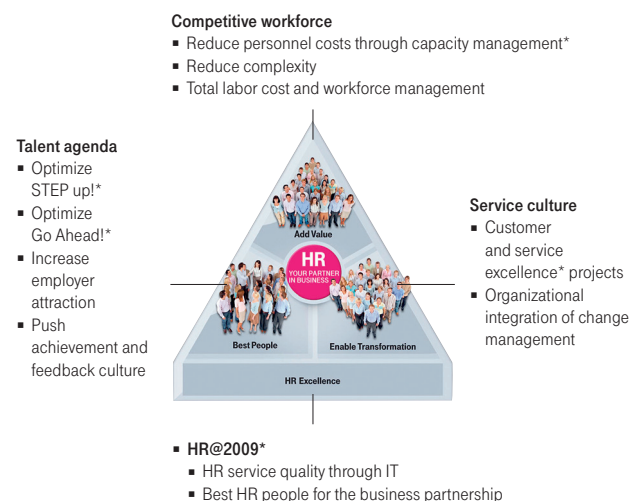 Competitive workforce
▪ Reduce personnel costs through capacity management*
▪ Reduce complexity
▪ Total labor cost and workforce management
Talent agenda
▪ Optimize
STEP up!*
▪ Optimize
Go Ahead!*
▪ Increase
employer
attraction
▪ Push
achievement and
feedback culture
Add Value
HR
YOUR PARTNER
IN BUSINESS
Best People
Enable Transformation
HR Excellence
Service culture
▪ Customer
and service
excellence* projects
▪ Organizational
integration of change
management
▪ HR@2009*
▪ HR service quality through IT
▪ Best HR people for the business partnership